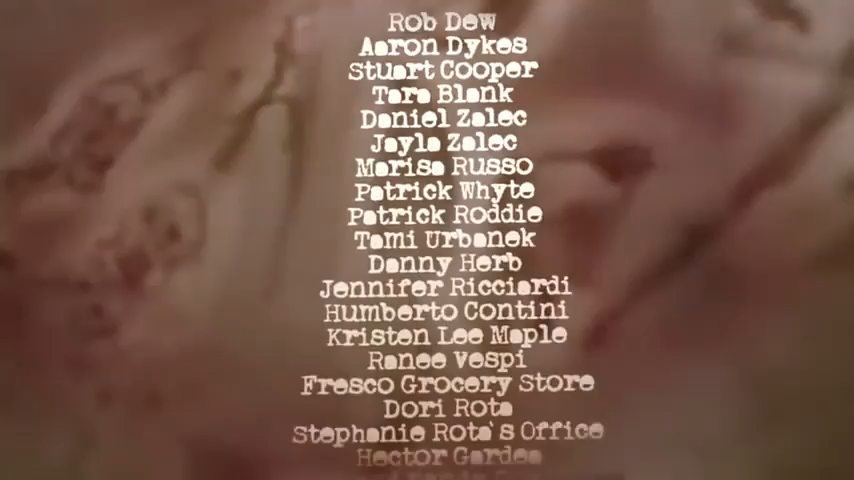 Rob Dew
Aaron Dykes
Stuart Cooper
Tara Blank
Daniel Zalec
Jayla Zalec
Marisa Russo
Patrick Whyte
Patrick Roddie
Tami Urbanek
Danny Herb
Jennifer Ricciardi
Humberto Contini
Kristen Lee Maple
Ranee Vespi
Fresco Grocery Store
Dori Rota
Stephanie Rota's Office
Hector Gardea